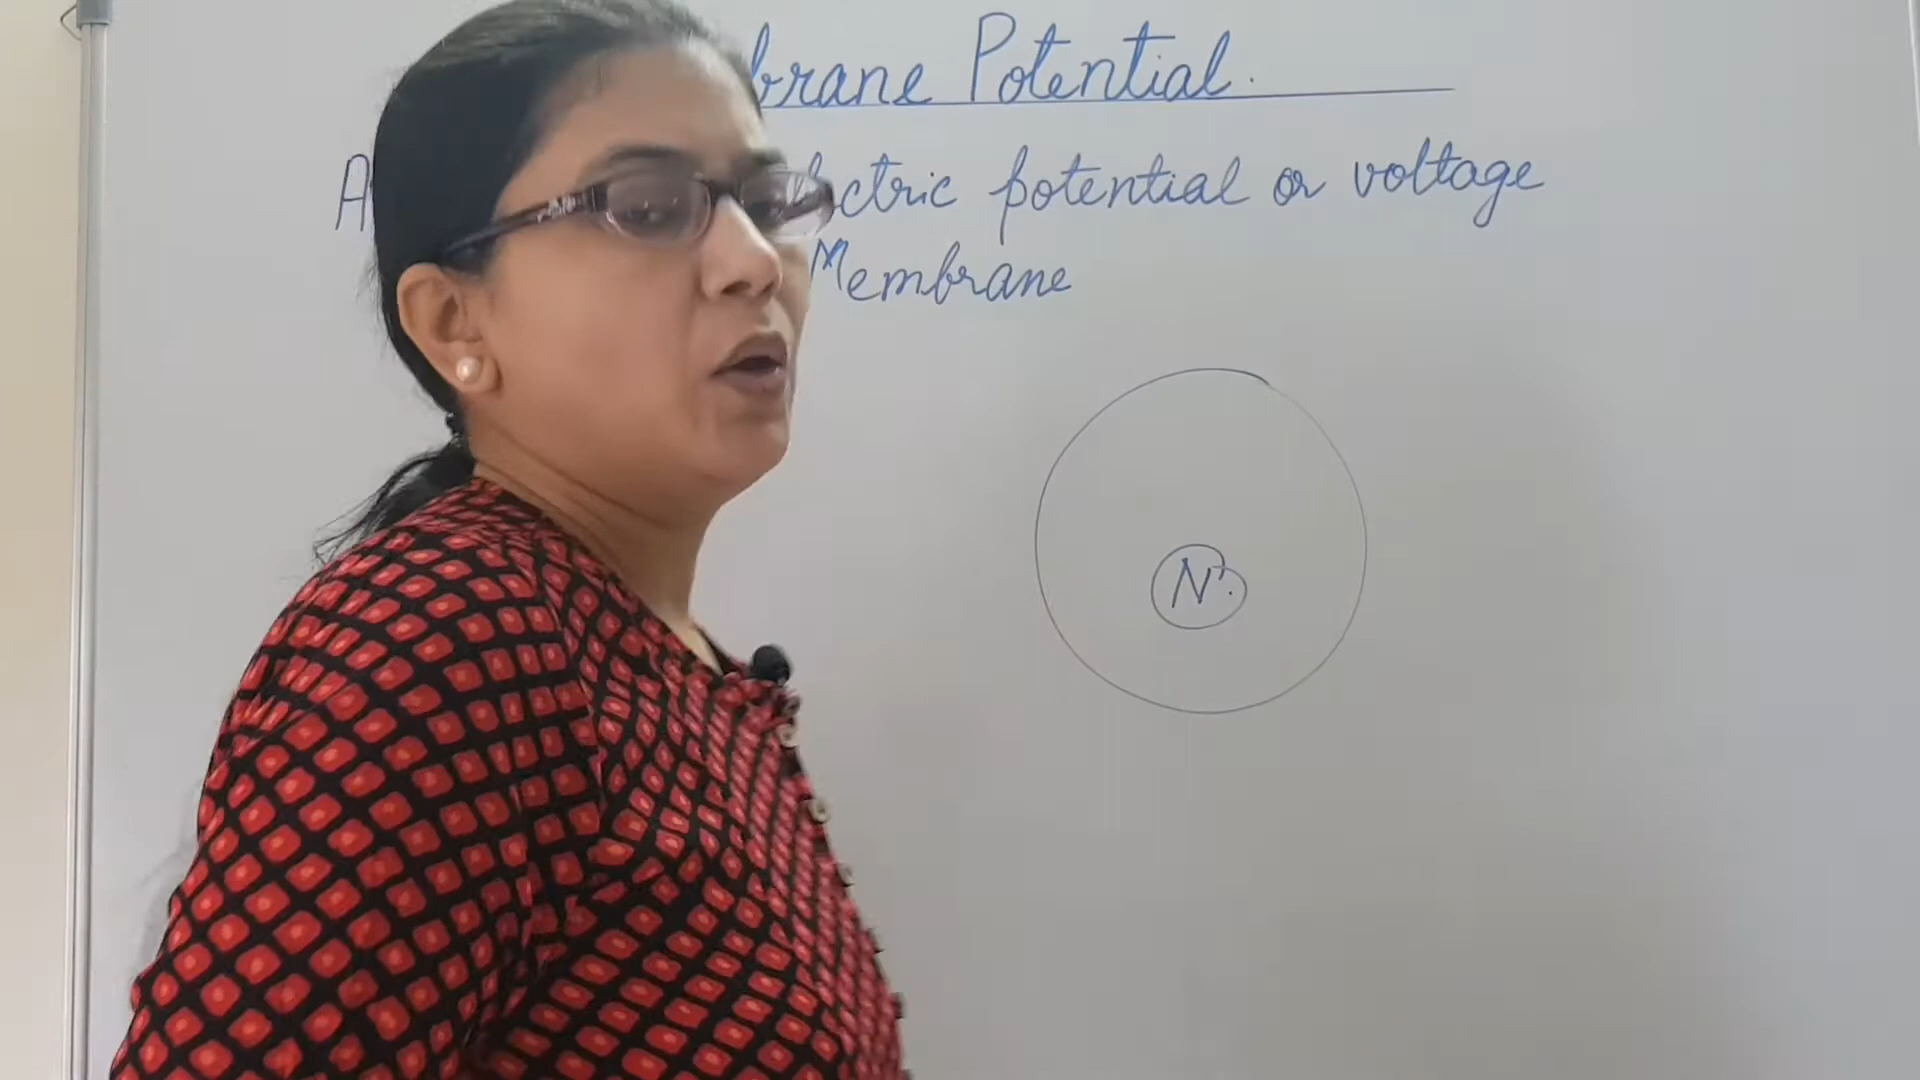 brane Potential.
A ctric potential or voltage
Membrane
N.